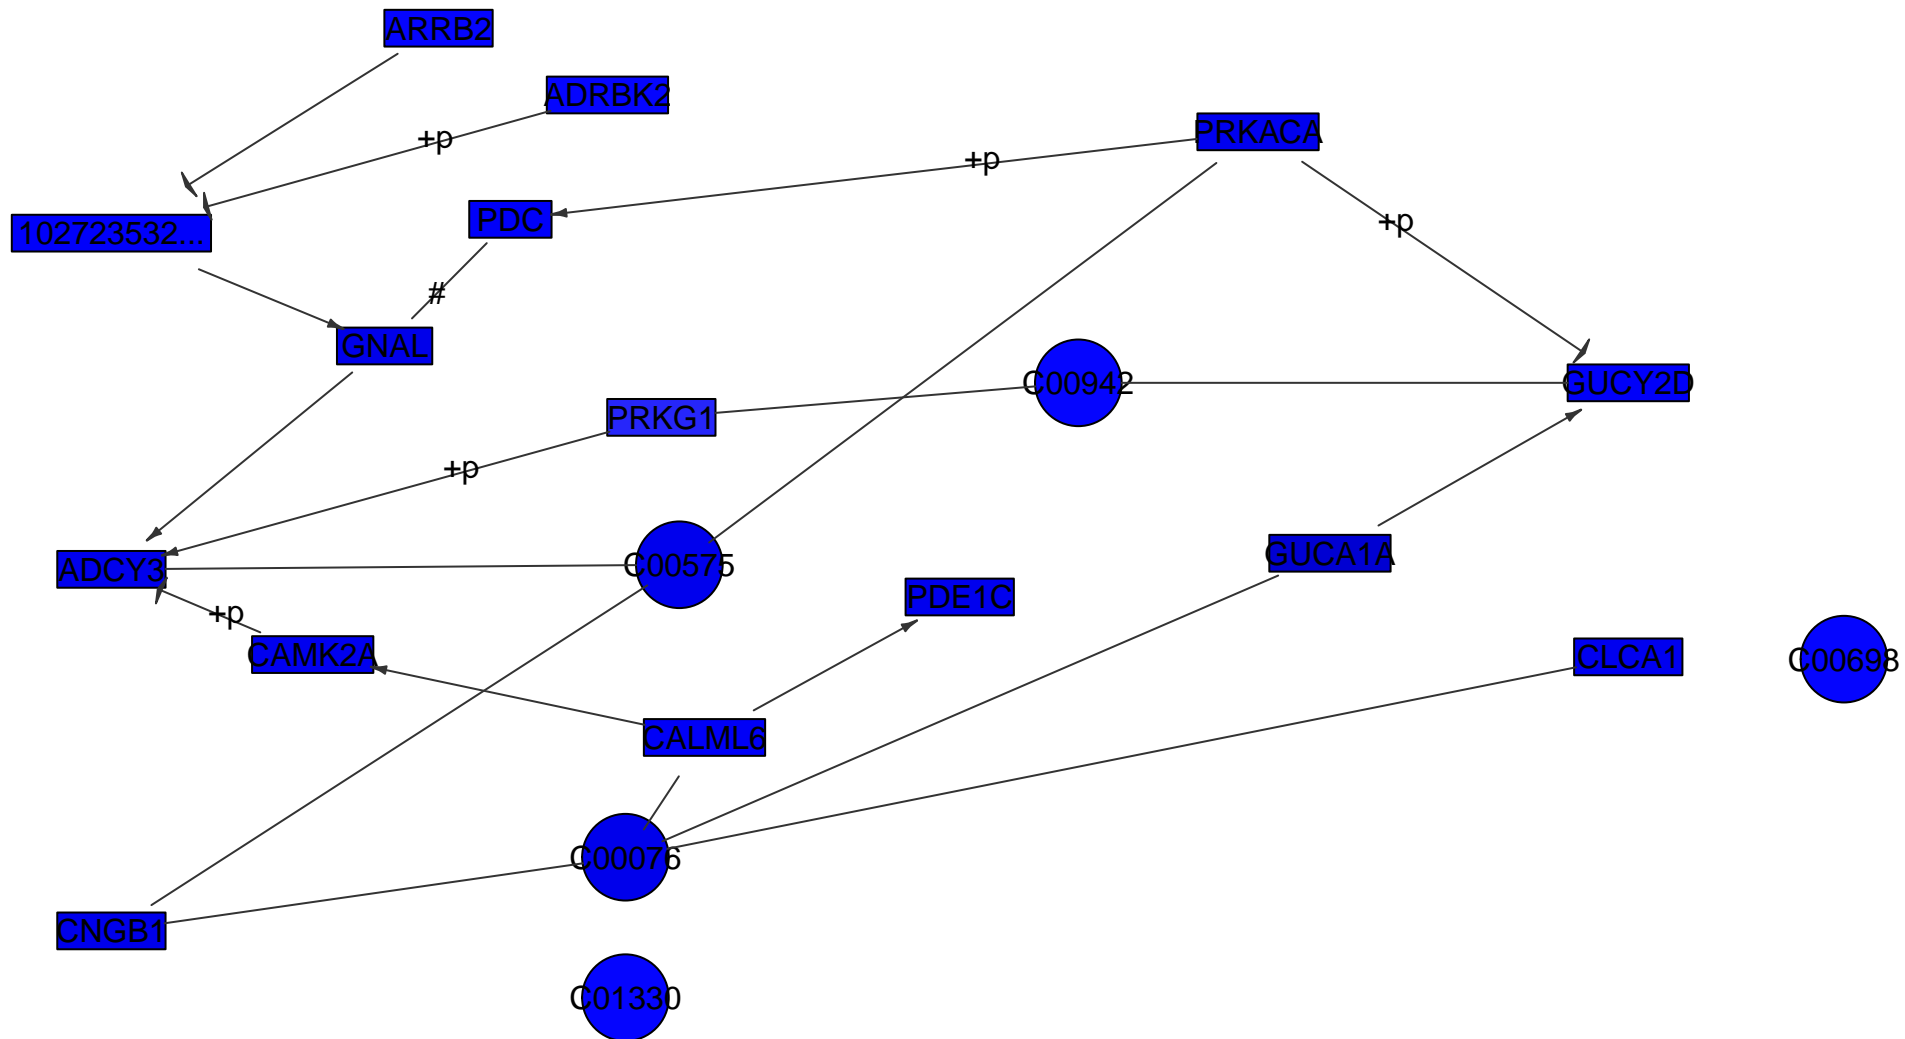 ARRB2
ADRBK2
PRKACA
+p
+p
PDC
+p
102723532...
#
GNAL
C00942
GUCY2D
PRKG1
+p
GUCA1A
C00575
ADCY3
PDE1C
+p
CAMK2A
CLCA1
C00698
CALML6
C00076
CNGB1
C01330